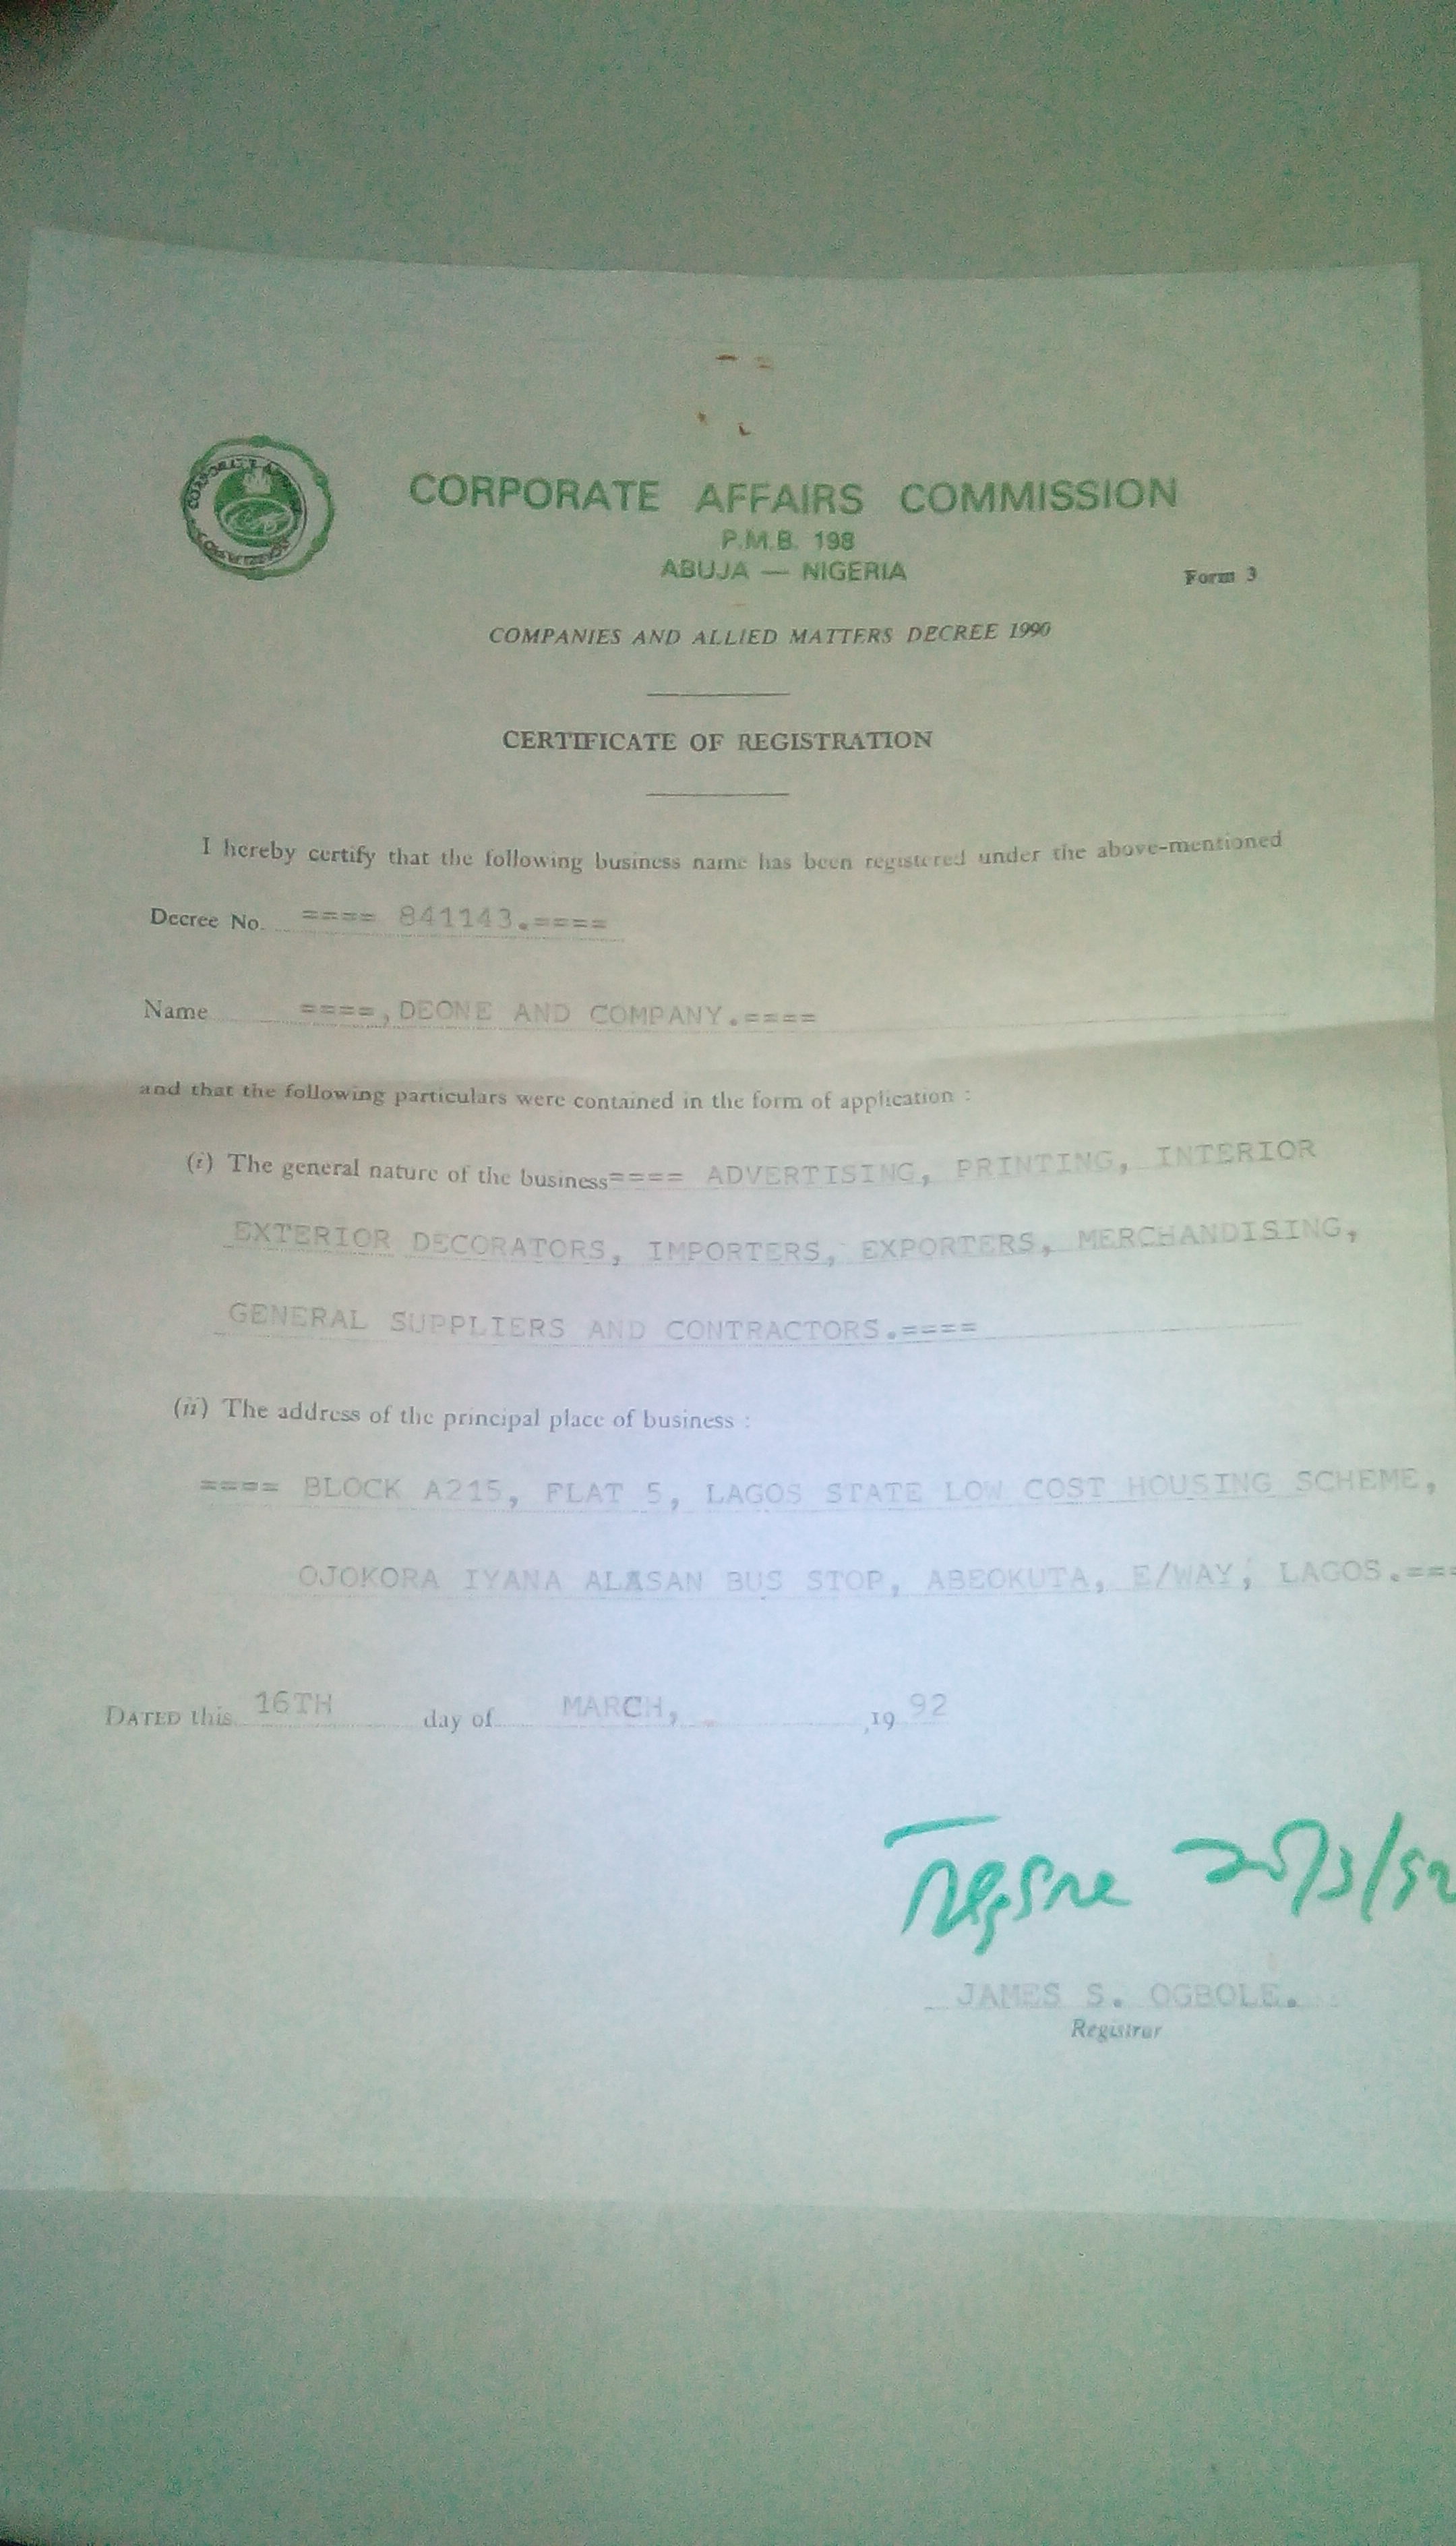 CORPORATE AFFAIRS COMMISSION
P.M.B. 198
ABUJA — NIGERIA
Form 3
COMPANIES AND ALLIED MATTERS DECREE 1990
CERTIFICATE OF REGISTRATION
I hereby certify that the following business name has been registered under the above-mentioned
Decree No. ==== 841143.====
Name ====,DEONE AND COMPANY.====
and that the following particulars were contained in the form of application :
(i) The general nature of the business==== ADVERTISING, PRINTING, INTERIOR
EXTERIOR DECORATORS, IMPORTERS, EXPORTERS, MERCHANDISING,
GENERAL SUPPLIERS AND CONTRACTORS.====
(ii) The address of the principal place of business :
==== BLOCK A215, FLAT 5, LAGOS STATE LOW COST HOUSING SCHEME,
OJOKORA IYANA ALASAN BUS STOP, ABEOKUTA, E/WAY, LAGOS.===
DATED this 16TH day of MARCH, ,19 92
JAMES S. OGBOLE.
Registrar